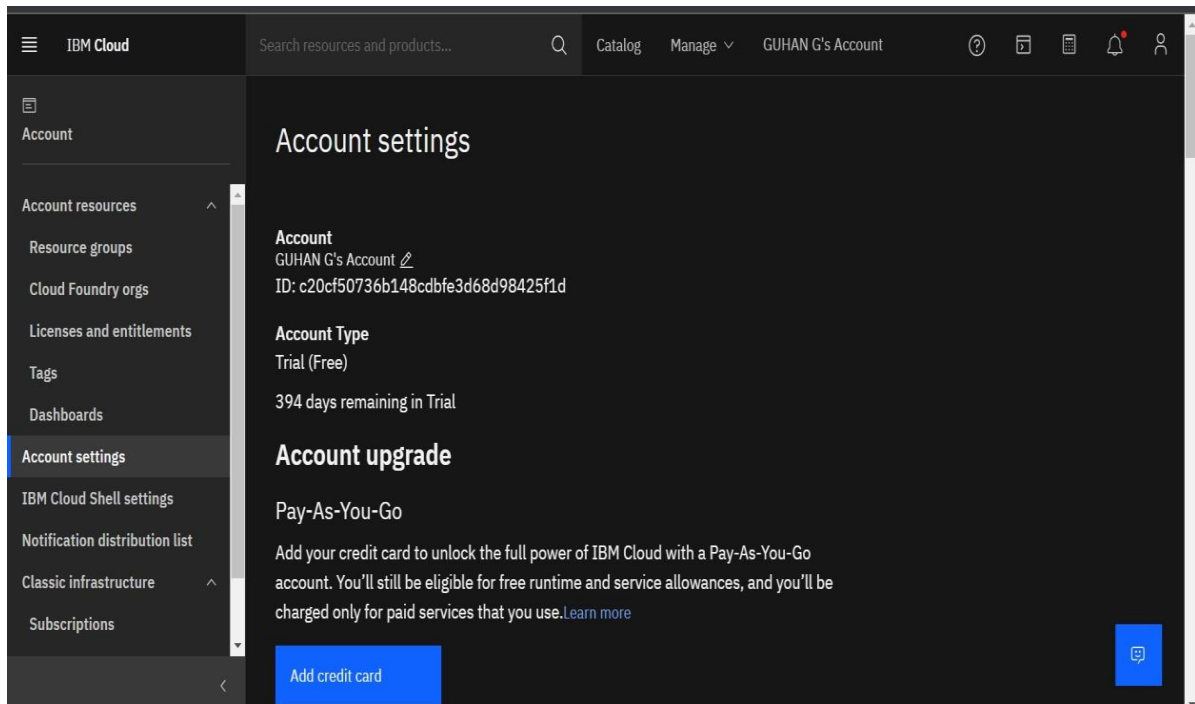 IBM Cloud
Search resources and products...
Catalog
Manage
GUHAN G's Account
Account
Account resources
Resource groups
Cloud Foundry orgs
Licenses and entitlements
Tags
Dashboards
Account settings
IBM Cloud Shell settings
Notification distribution list
Classic infrastructure
Subscriptions
Account settings
Account
GUHAN G's Account
ID: c20cf50736b148cdbfe3d68d98425f1d
Account Type
Trial (Free)
394 days remaining in Trial
Account upgrade
Pay-As-You-Go
Add your credit card to unlock the full power of IBM Cloud with a Pay-As-You-Go
account. You'll still be eligible for free runtime and service allowances, and you'll be
charged only for paid services that you use.Learn more
Add credit card